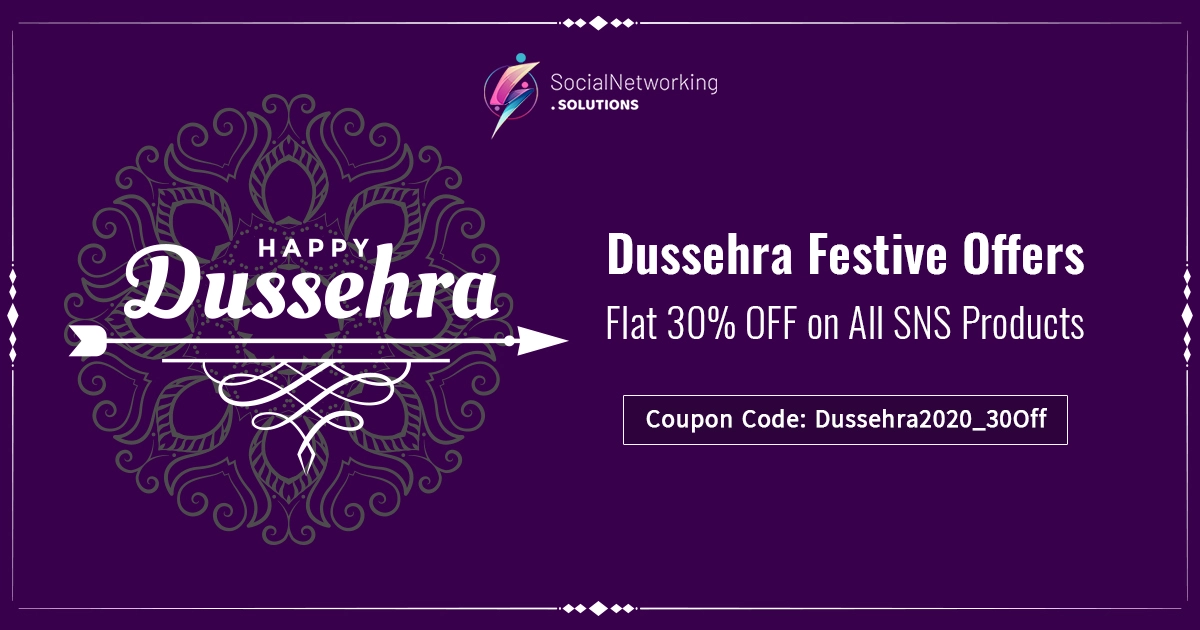 SocialNetworking
.SOLUTIONS
HAPPY
Dussehra
Dussehra Festive Offers
Flat 30% OFF on All SNS Products
Coupon Code: Dussehra2020_30Off